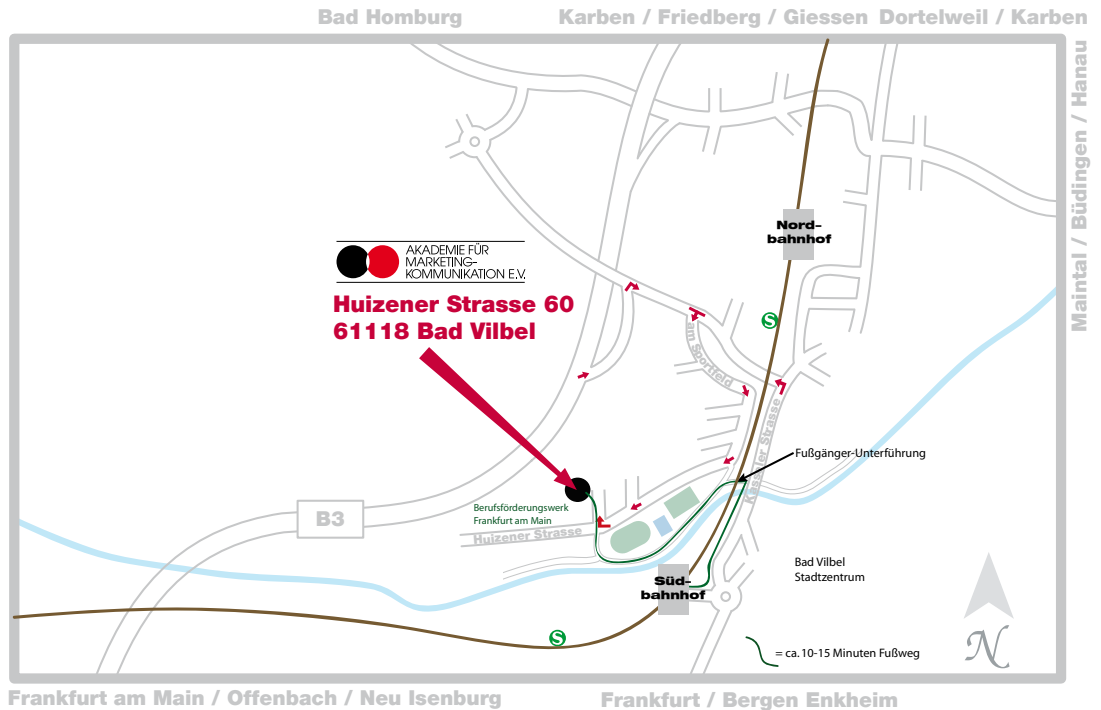 Bad Homburg
Karben / Friedberg / Giessen
Dortelweil / Karben
Maintal / Büdingen / Hanau
Nord-
bahnhof
AKADEMIE FÜR
MARKETING-
KOMMUNIKATION E.V.
Huizener Strasse 60
61118 Bad Vilbel
S
am Sportfeld
Kasseler Strasse
Fußgänger-Unterführung
Berufsförderungswerk
Frankfurt am Main
B3
Huizener Strasse
Bad Vilbel
Stadtzentrum
Süd-
bahnhof
S
N
= ca. 10-15 Minuten Fußweg
Frankfurt am Main / Offenbach / Neu Isenburg
Frankfurt / Bergen Enkheim